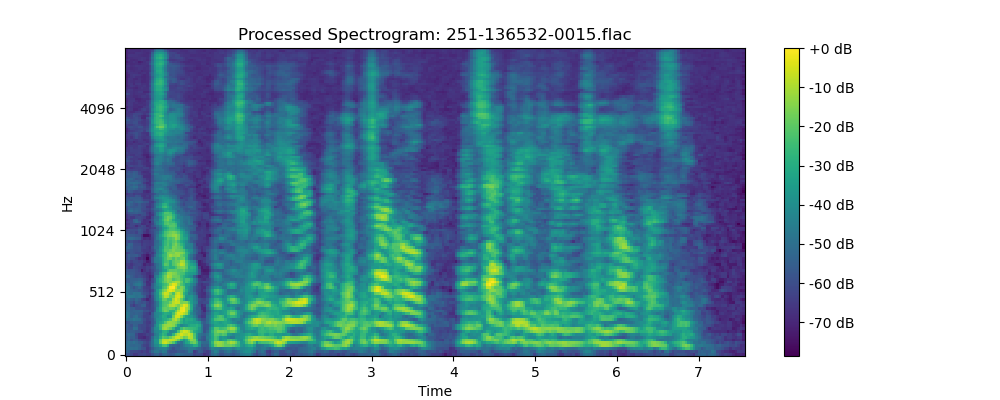 Processed Spectrogram: 251-136532-0015.flac
Hz
4096
2048
1024
512
0
0 1 2 3 4 5 6 7
Time
+0 dB
-10 dB
-20 dB
-30 dB
-40 dB
-50 dB
-60 dB
-70 dB